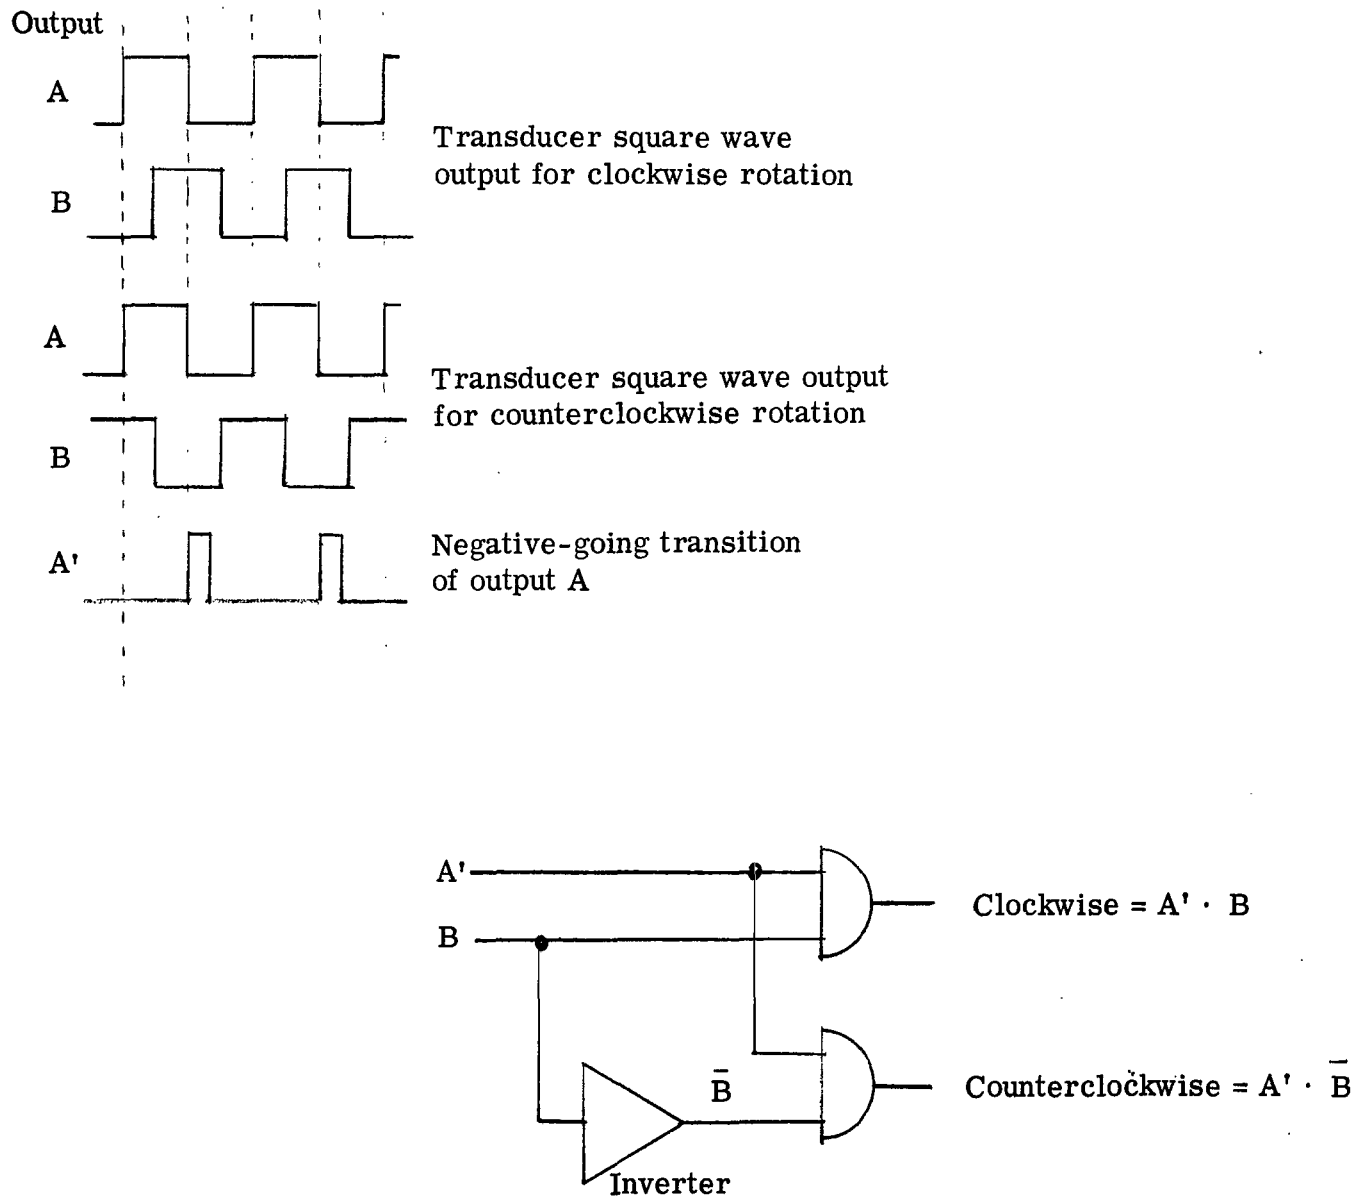 Output
A
Transducer square wave
output for clockwise rotation
B
A
Transducer square wave output
for counterclockwise rotation
B
Negative-going transition
A'
of output A
A'
Clockwise = A' · B
B
B̄
Counterclockwise = A' · B̄
Inverter